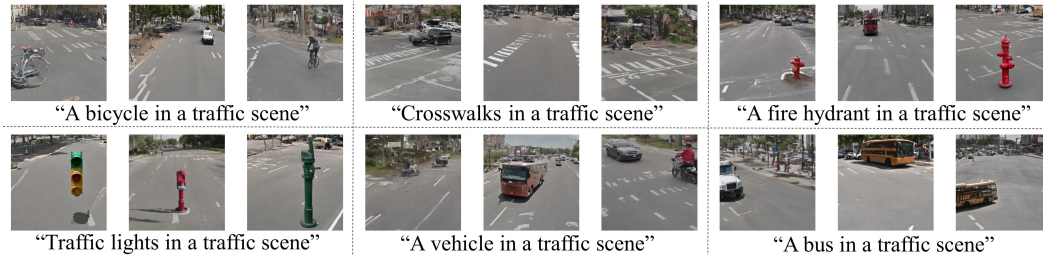 “A bicycle in a traffic scene”
“Crosswalks in a traffic scene”
“A fire hydrant in a traffic scene”
“Traffic lights in a traffic scene”
“A vehicle in a traffic scene”
“A bus in a traffic scene”